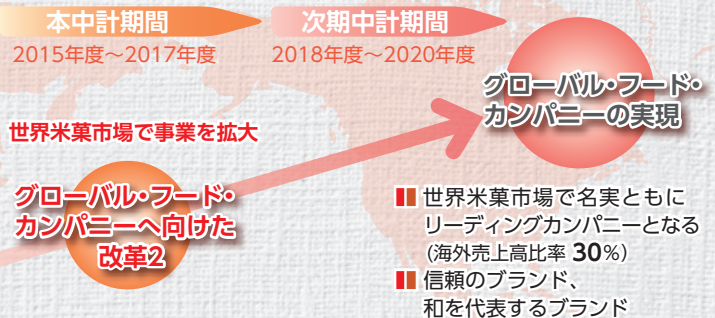 本中計期間
次期中計期間
2015年度～2017年度
2018年度～2020年度
グローバル・フード・
カンパニーの実現
世界米菓市場で事業を拡大
グローバル・フード・
カンパニーへ向けた
改革2
世界米菓市場で名実ともに
リーディングカンパニーとなる
(海外売上高比率 30%)
信頼のブランド、
和を代表するブランド